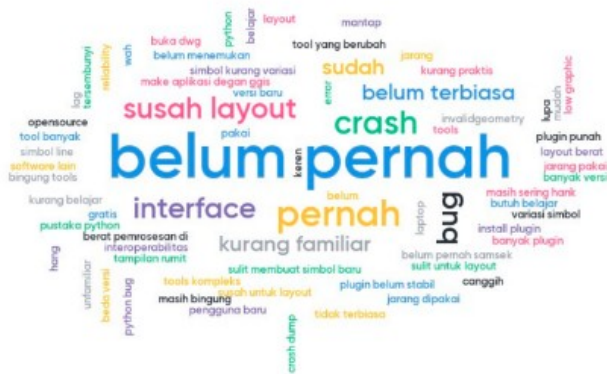 mantap
layout
belajar
python
buka dwg
tool yang berubah
wah
belum menemukan
sudah
jarang
reliability
tersembunyi
lag
simbol kurang variasi
error
kurang praktis
make aplikasi degan ggis
versi baru
belum terbiasa
low graphic
mudah
lupa
susah layout
opensource
crash
invalidgeometry
plugin punah
tool banyak
pakai
tools
layout berat
simbol line
keren
jarang pakai
software lain
belum pernah
banyak versi
bingung tools
masih sering hank
kurang belajar
belum
bug
butuh belajar
gratis
interface
pernah
laptop
variasi simbol
pustaka python
install plugin
berat pemrosesan di
kurang familiar
banyak plugin
hang
interoperabilitas
belum pernah samsek
tampilan rumit
sulit membuat simbol baru
sulit untuk layout
unfamiliar
beda versi
python bug
tools kompleks
plugin belum stabil
canggih
masih bingung
susah untuk layout
jarang dipakai
pengguna baru
crash dump
tidak terbiasa